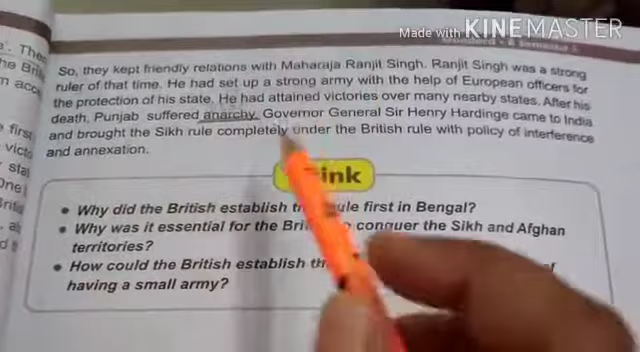 Made with KINEMASTER
Standard - 8 Semester 1
So, they kept friendly relations with Maharaja Ranjit Singh. Ranjit Singh was a strong
ruler of that time. He had set up a strong army with the help of European officers for
the protection of his state. He had attained victories over many nearby states. After his
death, Punjab suffered anarchy. Governor General Sir Henry Hardinge came to India
and brought the Sikh rule completely under the British rule with policy of interference
and annexation.
ink
• Why did the British establish th ule first in Bengal?
• Why was it essential for the Bri conquer the Sikh and Afghan
territories?
• How could the British establish th of
having a small army?